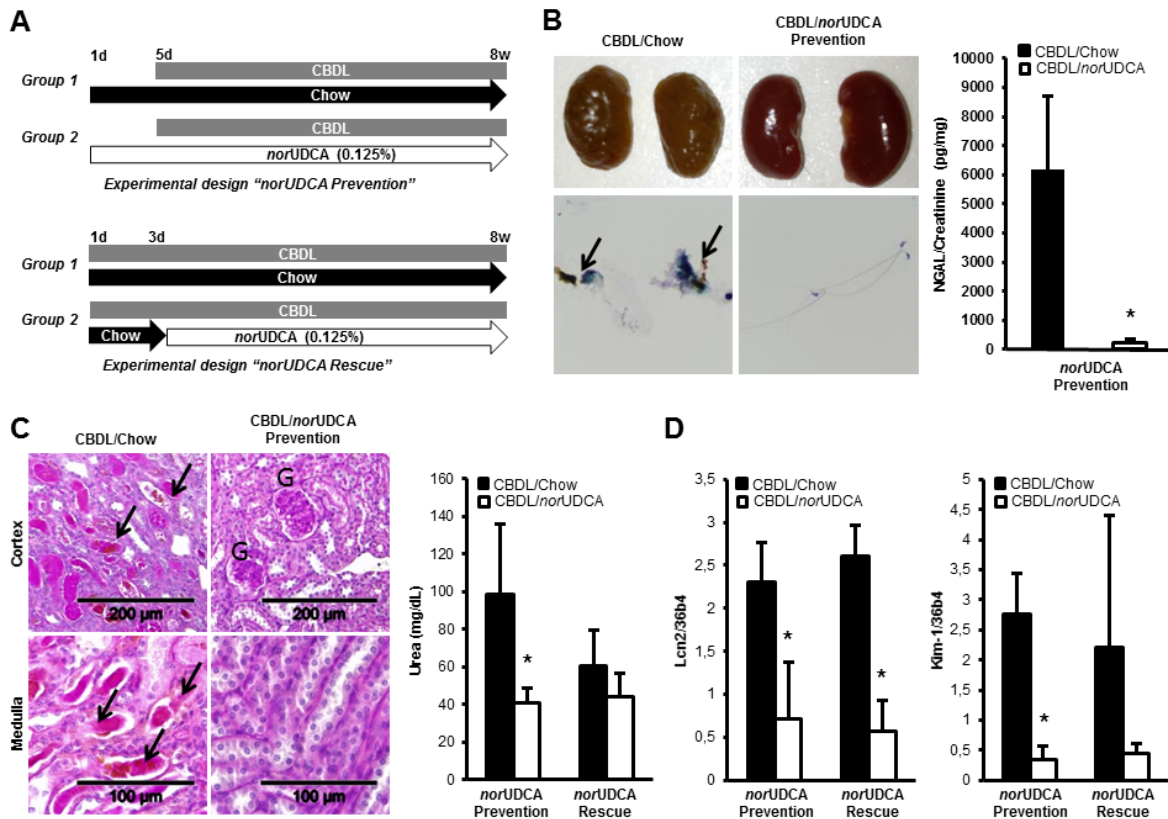 A
1d 5d 8w
Group 1 CBDL
Chow
Group 2 CBDL
norUDCA (0.125%)
Experimental design “norUDCA Prevention”
1d 3d 8w
Group 1 CBDL
Chow
Group 2 CBDL
Chow norUDCA (0.125%)
Experimental design “norUDCA Rescue”
B
CBDL/Chow
CBDL/norUDCA
Prevention
NGAL/Creatinine (pg/mg)
10000
9000
8000
7000
6000
5000
4000
3000
2000
1000
0
CBDL/Chow
CBDL/norUDCA
*
norUDCA
Prevention
C
CBDL/Chow
CBDL/norUDCA
Prevention
Cortex
200 µm
G
G
200 µm
Medulla
100 µm
100 µm
Urea (mg/dL)
160
140
120
100
80
60
40
20
0
CBDL/Chow
CBDL/norUDCA
*
norUDCA norUDCA
Prevention Rescue
D
Lcn2/36b4
3,5
3
2,5
2
1,5
1
0,5
0
CBDL/Chow
CBDL/norUDCA
*
*
norUDCA norUDCA
Prevention Rescue
Kim-1/36b4
5
4,5
4
3,5
3
2,5
2
1,5
1
0,5
0
CBDL/Chow
CBDL/norUDCA
*
norUDCA norUDCA
Prevention Rescue